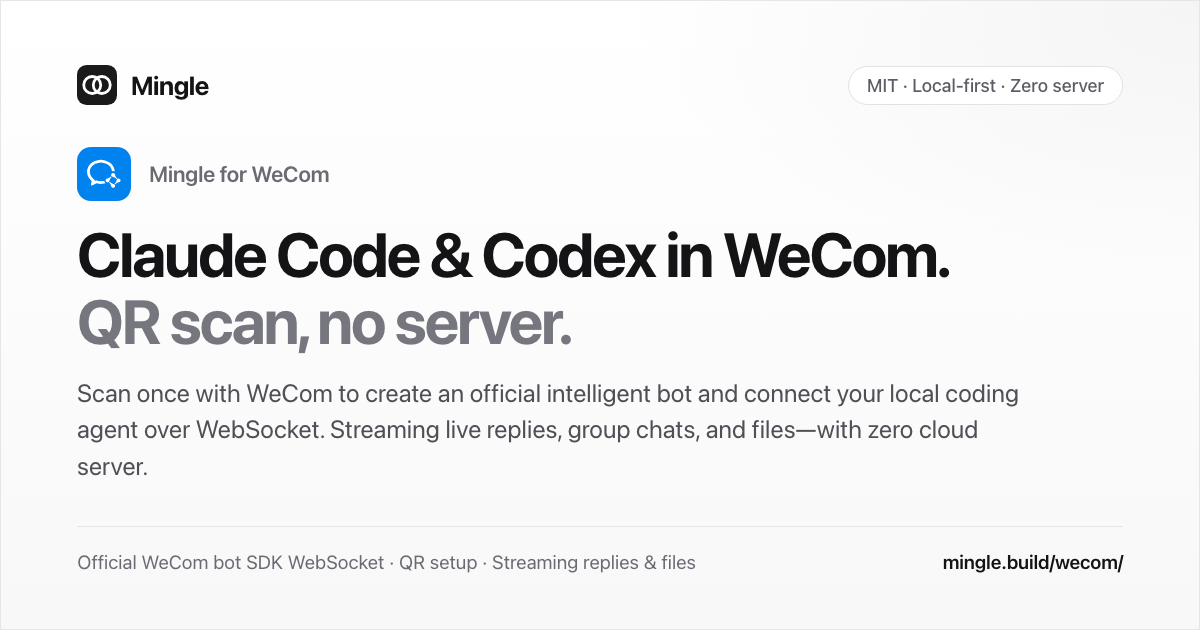 Mingle
MIT · Local-first · Zero server
Mingle for WeCom
Claude Code & Codex in WeCom.
QR scan, no server.
Scan once with WeCom to create an official intelligent bot and connect your local coding
agent over WebSocket. Streaming live replies, group chats, and files—with zero cloud
server.
Official WeCom bot SDK WebSocket · QR setup · Streaming replies & files
mingle.build/wecom/